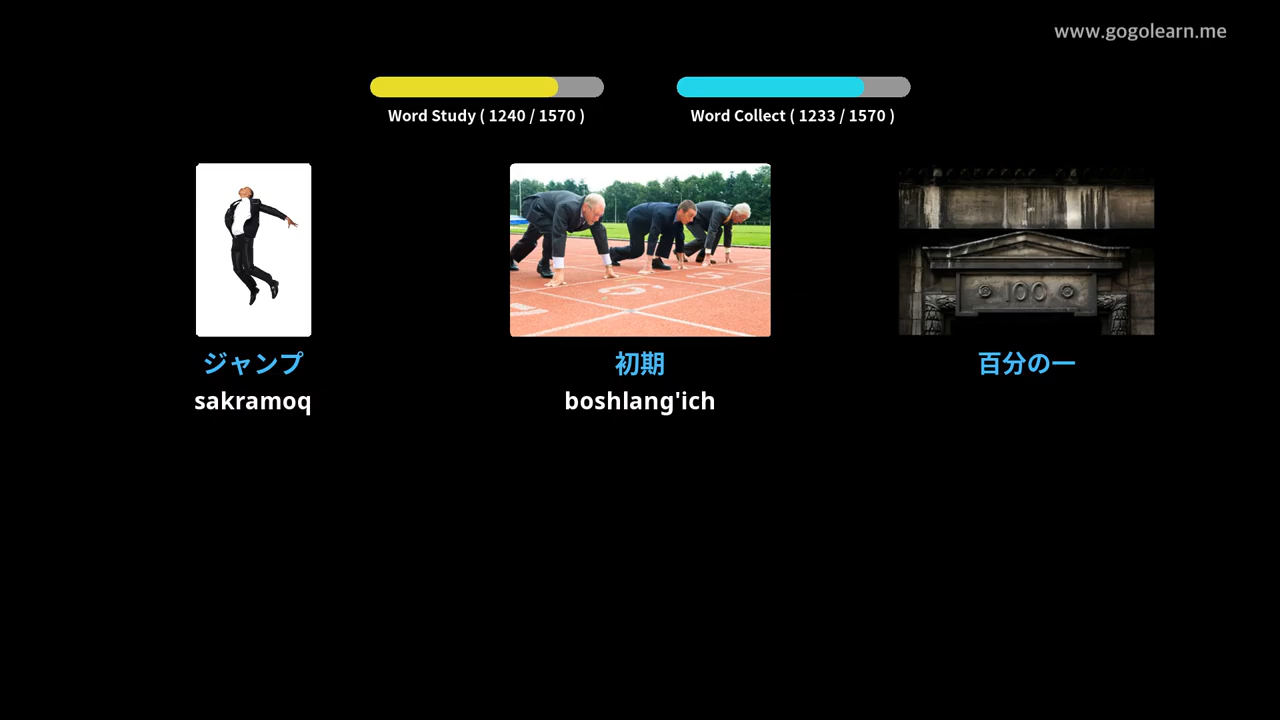 www.gogolearn.me
Word Study ( 1240 / 1570 )
Word Collect ( 1233 / 1570 )
100
ジャンプ
初期
百分の一
sakramoq
boshlang'ich